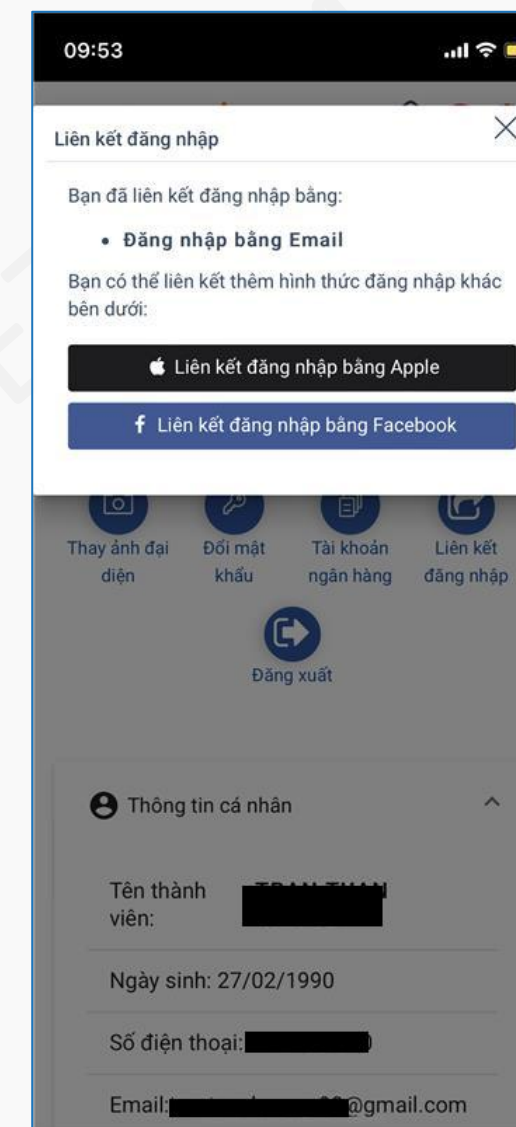 09:53
Liên kết đăng nhập
Bạn đã liên kết đăng nhập bằng:
• Đăng nhập bằng Email
Bạn có thể liên kết thêm hình thức đăng nhập khác
bên dưới:
Liên kết đăng nhập bằng Apple
Liên kết đăng nhập bằng Facebook
Thay ảnh đại diện
Đổi mật khẩu
Tài khoản ngân hàng
Liên kết đăng nhập
Đăng xuất
Thông tin cá nhân
Tên thành
viên:
Ngày sinh: 27/02/1990
Số điện thoại:
Email: @gmail.com